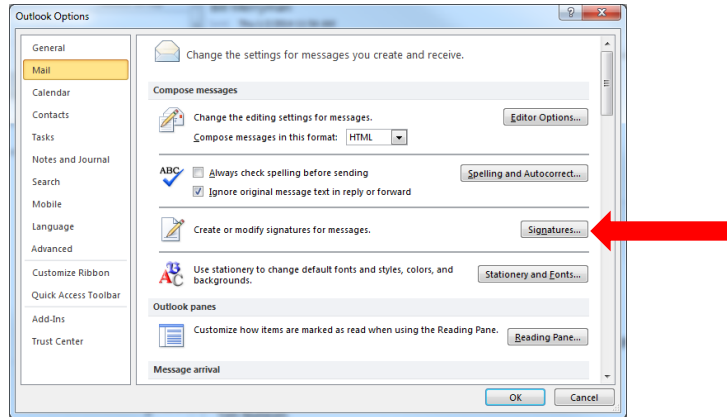 Outlook Options
General
Mail
Calendar
Contacts
Tasks
Notes and Journal
Search
Mobile
Language
Advanced
Customize Ribbon
Quick Access Toolbar
Add-Ins
Trust Center
Change the settings for messages you create and receive.
Compose messages
Change the editing settings for messages.
Editor Options...
Compose messages in this format: HTML
ABC
Always check spelling before sending
Spelling and Autocorrect...
Ignore original message text in reply or forward
Create or modify signatures for messages.
Signatures...
Use stationery to change default fonts and styles, colors, and
backgrounds.
Stationery and Fonts...
Outlook panes
Customize how items are marked as read when using the Reading Pane.
Reading Pane...
Message arrival
OK
Cancel